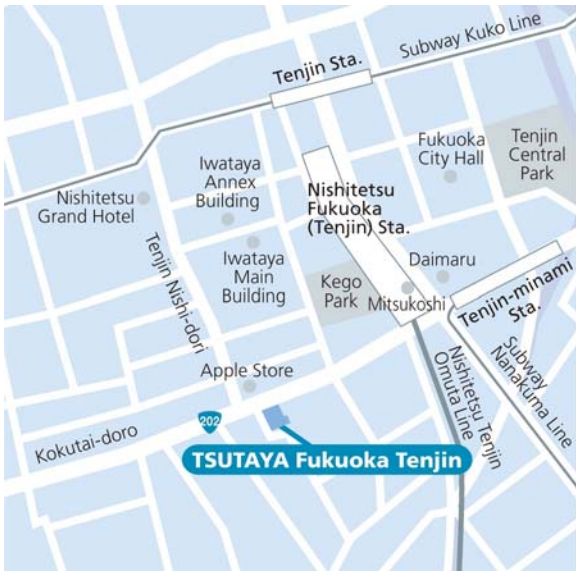 Subway Kuko Line
Tenjin Sta.
Fukuoka
City Hall
Tenjin
Central
Park
Iwataya
Annex
Building
Nishitetsu
Grand Hotel
Nishitetsu
Fukuoka
(Tenjin) Sta.
Iwataya
Main
Building
Tenjin Nishi-dori
Daimaru
Kego
Park
Mitsukoshi
Tenjin-minami
Sta.
Apple Store
Nishitetsu Tenjin
Omuta Line
Subway
Nanakuma Line
202
Kokutai-doro
TSUTAYA Fukuoka Tenjin